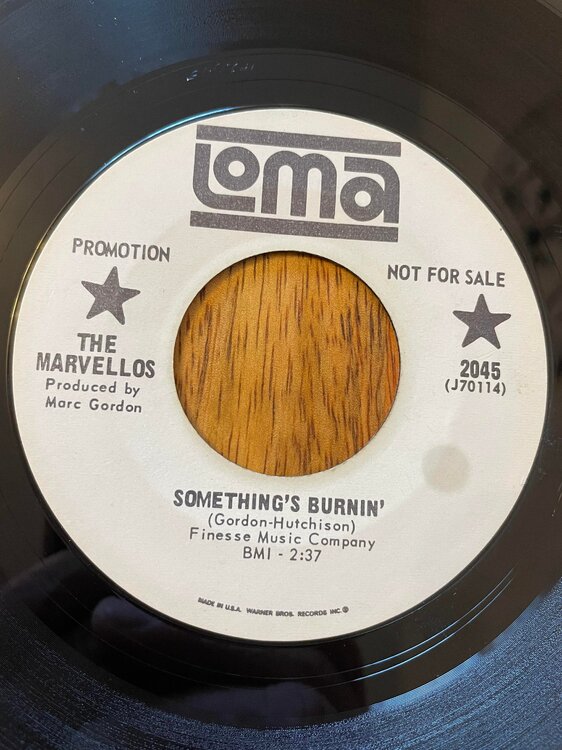 Loma
PROMOTION
NOT FOR SALE
THE
MARVELLOS
Produced by
Marc Gordon
2045
(J70114)
SOMETHING'S BURNIN'
(Gordon-Hutchison)
Finesse Music Company
BMI - 2:37
MADE IN U.S.A. WARNER BROS. RECORDS INC. ®